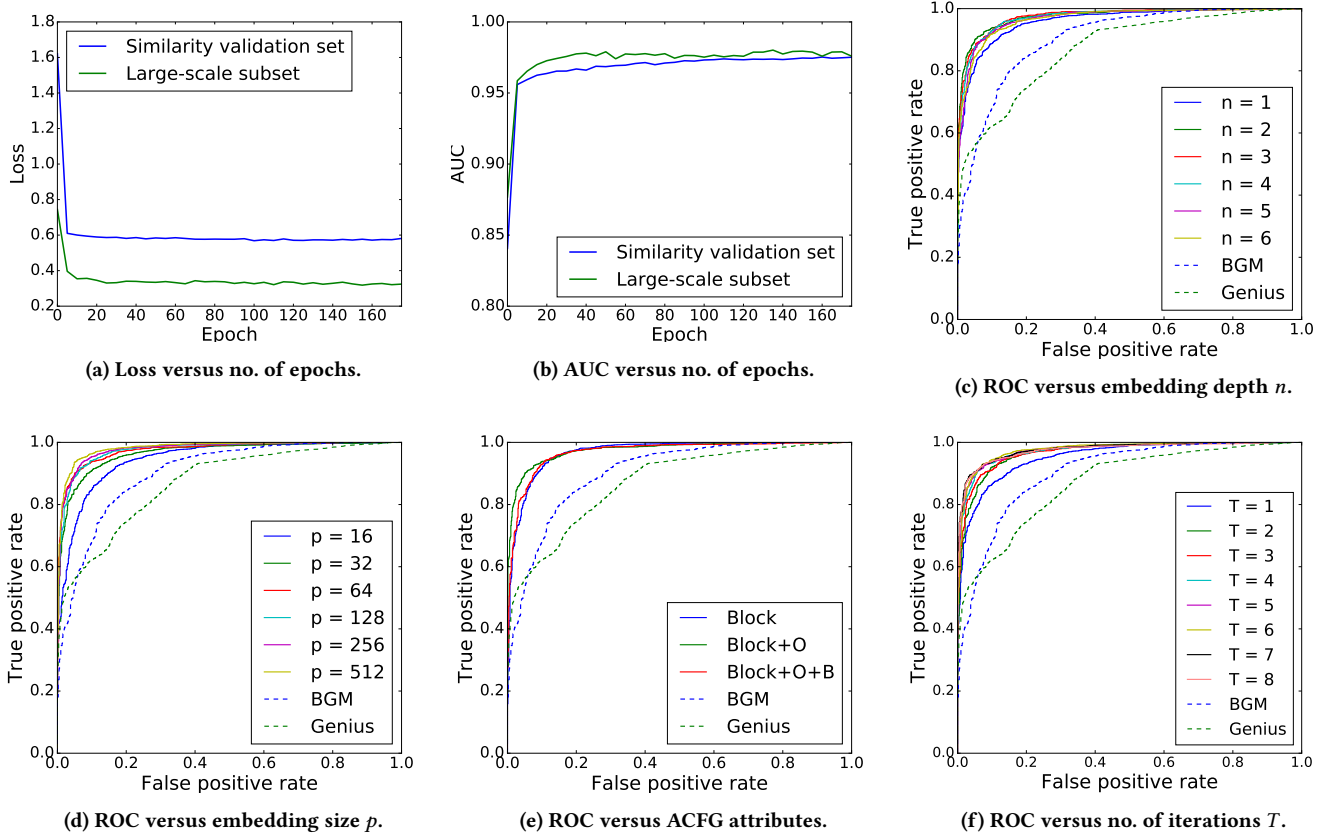 1.8
1.6
1.4
1.2
1.0
0.8
0.6
0.4
0.2
0 20 40 60 80 100 120 140 160
Loss
Epoch
Similarity validation set
Large-scale subset
(a) Loss versus no. of epochs.
1.00
0.95
0.90
0.85
0.80
0 20 40 60 80 100 120 140 160
AUC
Epoch
Similarity validation set
Large-scale subset
(b) AUC versus no. of epochs.
1.0
0.8
0.6
0.4
0.2
0.0
0.0 0.2 0.4 0.6 0.8 1.0
True positive rate
False positive rate
n = 1
n = 2
n = 3
n = 4
n = 5
n = 6
BGM
Genius
(c) ROC versus embedding depth n.
1.0
0.8
0.6
0.4
0.2
0.0
0.0 0.2 0.4 0.6 0.8 1.0
True positive rate
False positive rate
p = 16
p = 32
p = 64
p = 128
p = 256
p = 512
BGM
Genius
(d) ROC versus embedding size p.
1.0
0.8
0.6
0.4
0.2
0.0
0.0 0.2 0.4 0.6 0.8 1.0
True positive rate
False positive rate
Block
Block+O
Block+O+B
BGM
Genius
(e) ROC versus ACFG attributes.
1.0
0.8
0.6
0.4
0.2
0.0
0.0 0.2 0.4 0.6 0.8 1.0
True positive rate
False positive rate
T = 1
T = 2
T = 3
T = 4
T = 5
T = 6
T = 7
T = 8
BGM
Genius
(f) ROC versus no. of iterations T.